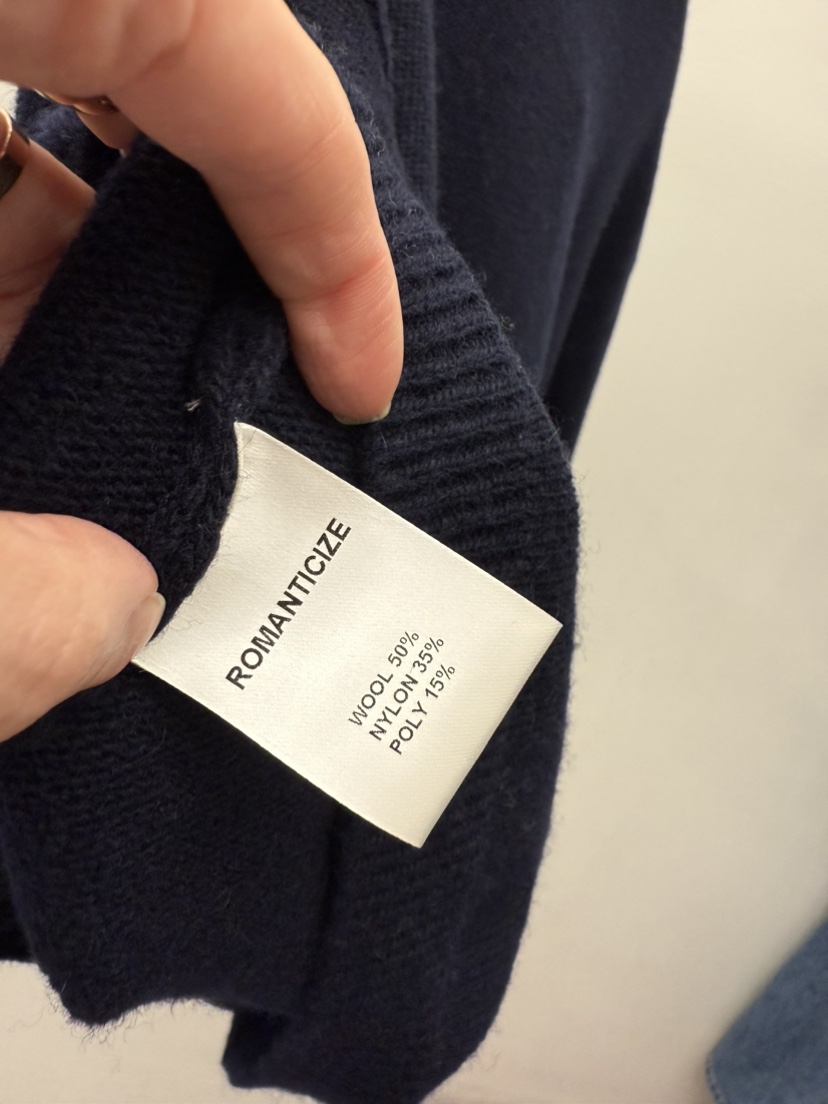 ROMANTICIZE
WOOL 50%
NYLON 35%
POLY 15%